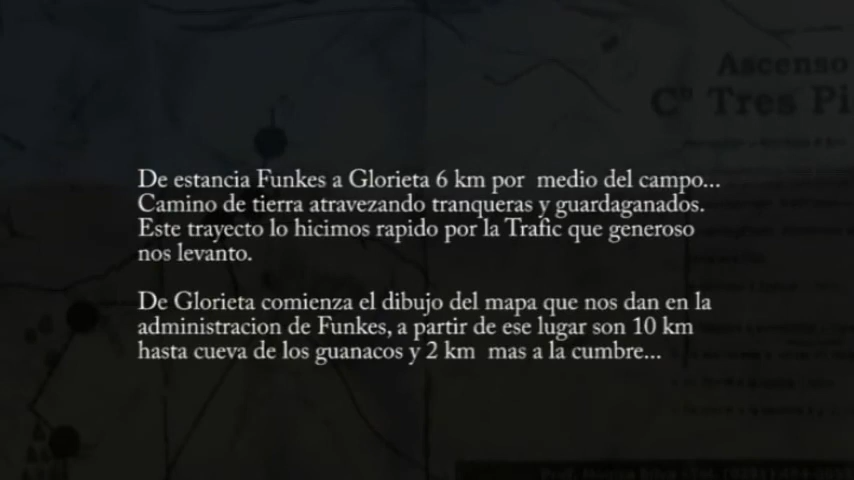 Ascenso
Cº Tres Pi
De estancia Funkes a Glorieta 6 km por  medio del campo...
Camino de tierra atravezando tranqueras y guardaganados.
Este trayecto lo hicimos rapido por la Trafic que generoso
nos levanto.
De Glorieta comienza el dibujo del mapa que nos dan en la
administracion de Funkes, a partir de ese lugar son 10 km
hasta cueva de los guanacos y 2 km  mas a la cumbre...